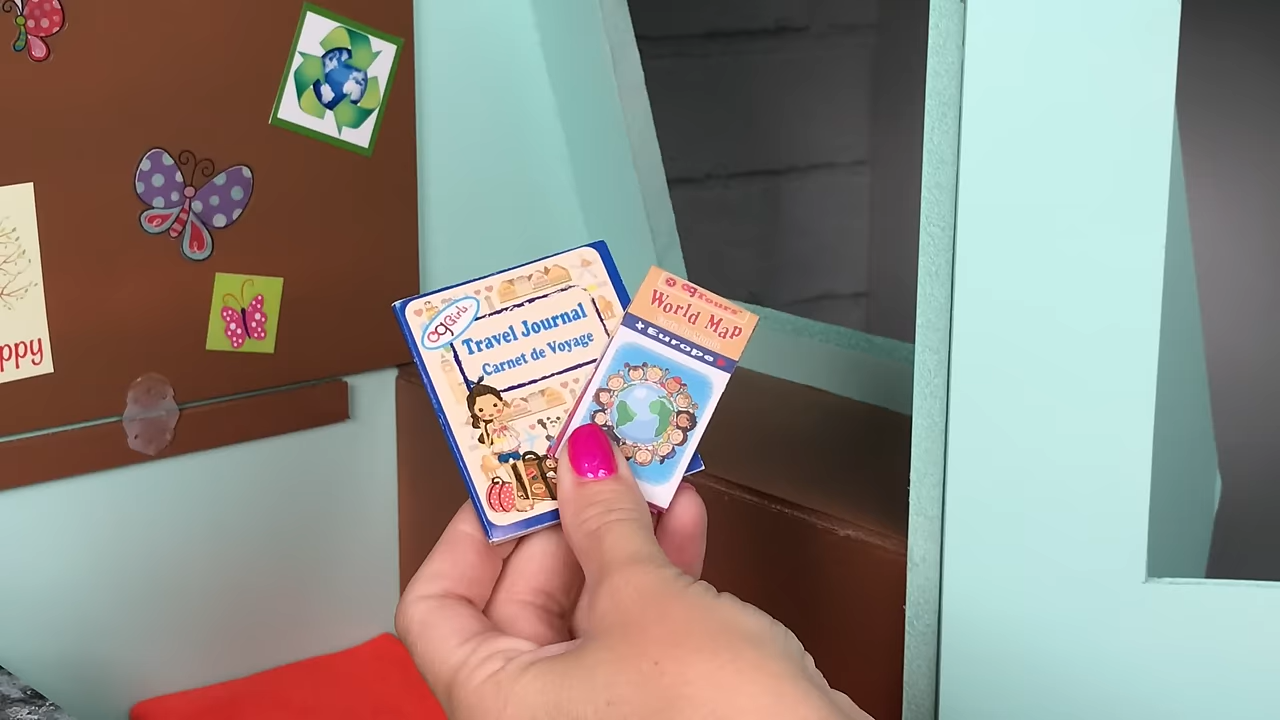 ppy
OGGirls
Travel Journal
Carnet de Voyage
OGTours
World Map
Europe